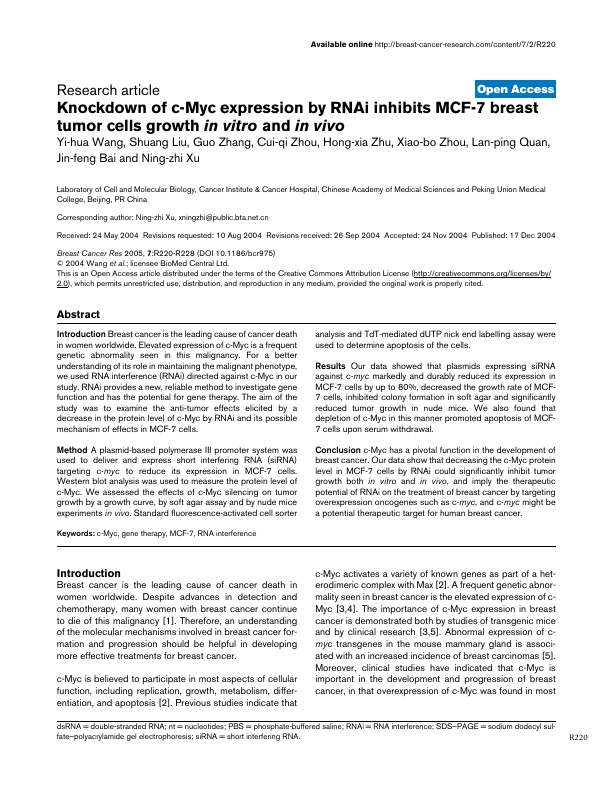 Available online http://breast-cancer-research.com/content/7/2/R220
Research article
Open Access
Knockdown of c-Myc expression by RNAi inhibits MCF-7 breast
tumor cells growth in vitro and in vivo
Yi-hua Wang, Shuang Liu, Guo Zhang, Cui-qi Zhou, Hong-xia Zhu, Xiao-bo Zhou, Lan-ping Quan,
Jin-feng Bai and Ning-zhi Xu
Laboratory of Cell and Molecular Biology, Cancer Institute & Cancer Hospital, Chinese Academy of Medical Sciences and Peking Union Medical
College, Beijing, PR China
Corresponding author: Ning-zhi Xu, xningzhi@public.bta.net.cn
Received: 24 May 2004 Revisions requested: 10 Aug 2004 Revisions received: 26 Sep 2004 Accepted: 24 Nov 2004 Published: 17 Dec 2004
Breast Cancer Res 2005, 7:R220-R228 (DOI 10.1186/bcr975)
© 2004 Wang et al.; licensee BioMed Central Ltd.
This is an Open Access article distributed under the terms of the Creative Commons Attribution License (http://creativecommons.org/licenses/by/
2.0), which permits unrestricted use, distribution, and reproduction in any medium, provided the original work is properly cited.
Abstract
Introduction Breast cancer is the leading cause of cancer death
in women worldwide. Elevated expression of c-Myc is a frequent
genetic abnormality seen in this malignancy. For a better
understanding of its role in maintaining the malignant phenotype,
we used RNA interference (RNAi) directed against c-Myc in our
study. RNAi provides a new, reliable method to investigate gene
function and has the potential for gene therapy. The aim of the
study was to examine the anti-tumor effects elicited by a
decrease in the protein level of c-Myc by RNAi and its possible
mechanism of effects in MCF-7 cells.
Method A plasmid-based polymerase III promoter system was
used to deliver and express short interfering RNA (siRNA)
targeting c-myc to reduce its expression in MCF-7 cells.
Western blot analysis was used to measure the protein level of
c-Myc. We assessed the effects of c-Myc silencing on tumor
growth by a growth curve, by soft agar assay and by nude mice
experiments in vivo. Standard fluorescence-activated cell sorter
analysis and TdT-mediated dUTP nick end labelling assay were
used to determine apoptosis of the cells.
Results Our data showed that plasmids expressing siRNA
against c-myc markedly and durably reduced its expression in
MCF-7 cells by up to 80%, decreased the growth rate of MCF-
7 cells, inhibited colony formation in soft agar and significantly
reduced tumor growth in nude mice. We also found that
depletion of c-Myc in this manner promoted apoptosis of MCF-
7 cells upon serum withdrawal.
Conclusion c-Myc has a pivotal function in the development of
breast cancer. Our data show that decreasing the c-Myc protein
level in MCF-7 cells by RNAi could significantly inhibit tumor
growth both in vitro and in vivo, and imply the therapeutic
potential of RNAi on the treatment of breast cancer by targeting
overexpression oncogenes such as c-myc, and c-myc might be
a potential therapeutic target for human breast cancer.
Keywords: c-Myc, gene therapy, MCF-7, RNA interference
Introduction
Breast cancer is the leading cause of cancer death in
women worldwide. Despite advances in detection and
chemotherapy, many women with breast cancer continue
to die of this malignancy [1]. Therefore, an understanding
of the molecular mechanisms involved in breast cancer for-
mation and progression should be helpful in developing
more effective treatments for breast cancer.
c-Myc is believed to participate in most aspects of cellular
function, including replication, growth, metabolism, differ-
entiation, and apoptosis [2]. Previous studies indicate that
c-Myc activates a variety of known genes as part of a het-
erodimeric complex with Max [2]. A frequent genetic abnor-
mality seen in breast cancer is the elevated expression of c-
Myc [3,4]. The importance of c-Myc expression in breast
cancer is demonstrated both by studies of transgenic mice
and by clinical research [3,5]. Abnormal expression of c-
myc transgenes in the mouse mammary gland is associ-
ated with an increased incidence of breast carcinomas [5].
Moreover, clinical studies have indicated that c-Myc is
important in the development and progression of breast
cancer, in that overexpression of c-Myc was found in most
dsRNA = double-stranded RNA; nt = nucleotides; PBS = phosphate-buffered saline; RNAi = RNA interference; SDS–PAGE = sodium dodecyl sul-
fate–polyacrylamide gel electrophoresis; siRNA = short interfering RNA.
R220